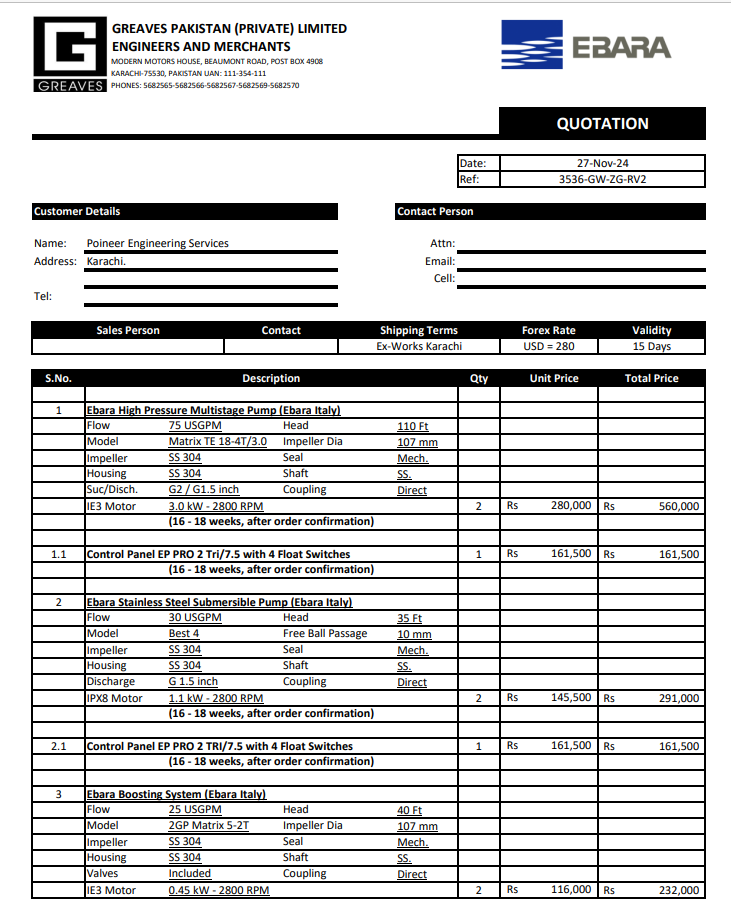 G
GREAVES
GREAVES PAKISTAN (PRIVATE) LIMITED
ENGINEERS AND MERCHANTS
MODERN MOTORS HOUSE, BEAUMONT ROAD, POST BOX 4908
KARACHI-75530, PAKISTAN UAN: 111-354-111
PHONES: 5682565-5682566-5682567-5682569-5682570
EBARA
QUOTATION
Date: 27-Nov-24
Ref: 3536-GW-ZG-RV2
Customer Details Contact Person
Name: Poineer Engineering Services Attn:
Address: Karachi. Email:
Cell:
Tel:
Sales Person Contact Shipping Terms Forex Rate Validity
Ex-Works Karachi USD = 280 15 Days
S.No. Description Qty Unit Price Total Price
1 Ebara High Pressure Multistage Pump (Ebara Italy)
Flow 75 USGPM Head 110 Ft
Model Matrix TE 18-4T/3.0 Impeller Dia 107 mm
Impeller SS 304 Seal Mech.
Housing SS 304 Shaft SS.
Suc/Disch. G2 / G1.5 inch Coupling Direct
IE3 Motor 3.0 kW - 2800 RPM 2 Rs 280,000 Rs 560,000
(16 - 18 weeks, after order confirmation)
1.1 Control Panel EP PRO 2 Tri/7.5 with 4 Float Switches 1 Rs 161,500 Rs 161,500
(16 - 18 weeks, after order confirmation)
2 Ebara Stainless Steel Submersible Pump (Ebara Italy)
Flow 30 USGPM Head 35 Ft
Model Best 4 Free Ball Passage 10 mm
Impeller SS 304 Seal Mech.
Housing SS 304 Shaft SS.
Discharge G 1.5 inch Coupling Direct
IPX8 Motor 1.1 kW - 2800 RPM 2 Rs 145,500 Rs 291,000
(16 - 18 weeks, after order confirmation)
2.1 Control Panel EP PRO 2 TRI/7.5 with 4 Float Switches 1 Rs 161,500 Rs 161,500
(16 - 18 weeks, after order confirmation)
3 Ebara Boosting System (Ebara Italy)
Flow 25 USGPM Head 40 Ft
Model 2GP Matrix 5-2T Impeller Dia 107 mm
Impeller SS 304 Seal Mech.
Housing SS 304 Shaft SS.
Valves Included Coupling Direct
IE3 Motor 0.45 kW - 2800 RPM 2 Rs 116,000 Rs 232,000